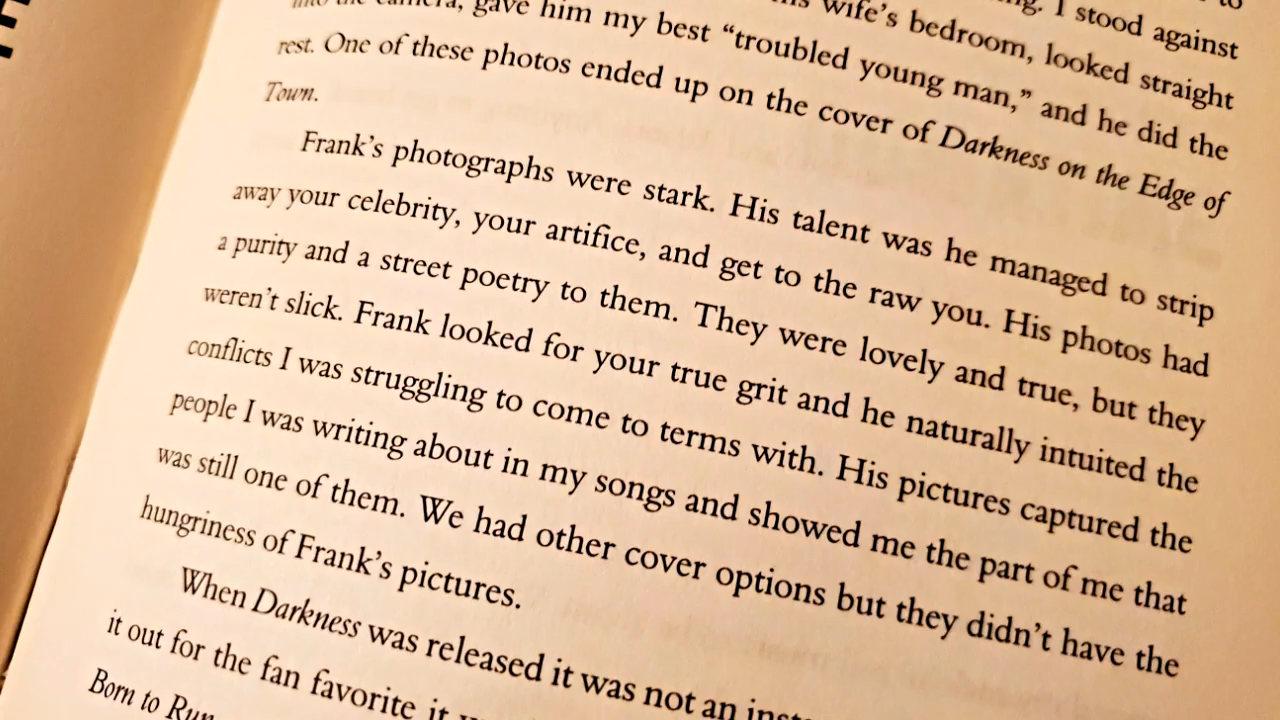 ing. I stood against
wife's bedroom, looked straight
into the camera, gave him my best “troubled young man,” and he did the
rest. One of these photos ended up on the cover of Darkness on the Edge of
Town.
Frank’s photographs were stark. His talent was he managed to strip
away your celebrity, your artifice, and get to the raw you. His photos had
a purity and a street poetry to them. They were lovely and true, but they
weren’t slick. Frank looked for your true grit and he naturally intuited the
conflicts I was struggling to come to terms with. His pictures captured the
people I was writing about in my songs and showed me the part of me that
was still one of them. We had other cover options but they didn’t have the
hungriness of Frank’s pictures.
When Darkness was released it was not an
it out for the fan favorite it
Born to Run